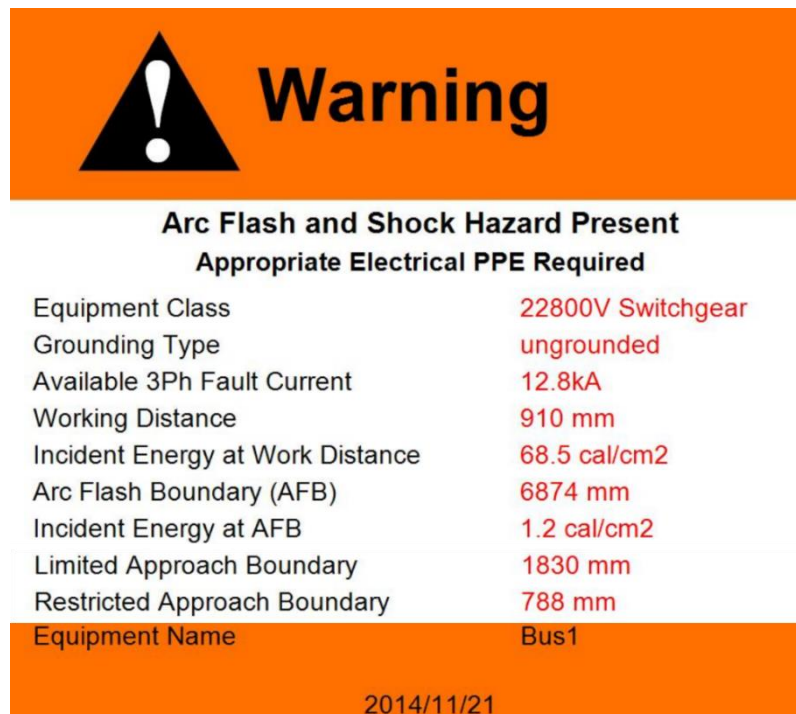 Warning
Arc Flash and Shock Hazard Present
Appropriate Electrical PPE Required
Equipment Class 22800V Switchgear
Grounding Type ungrounded
Available 3Ph Fault Current 12.8kA
Working Distance 910 mm
Incident Energy at Work Distance 68.5 cal/cm2
Arc Flash Boundary (AFB) 6874 mm
Incident Energy at AFB 1.2 cal/cm2
Limited Approach Boundary 1830 mm
Restricted Approach Boundary 788 mm
Equipment Name Bus1
2014/11/21